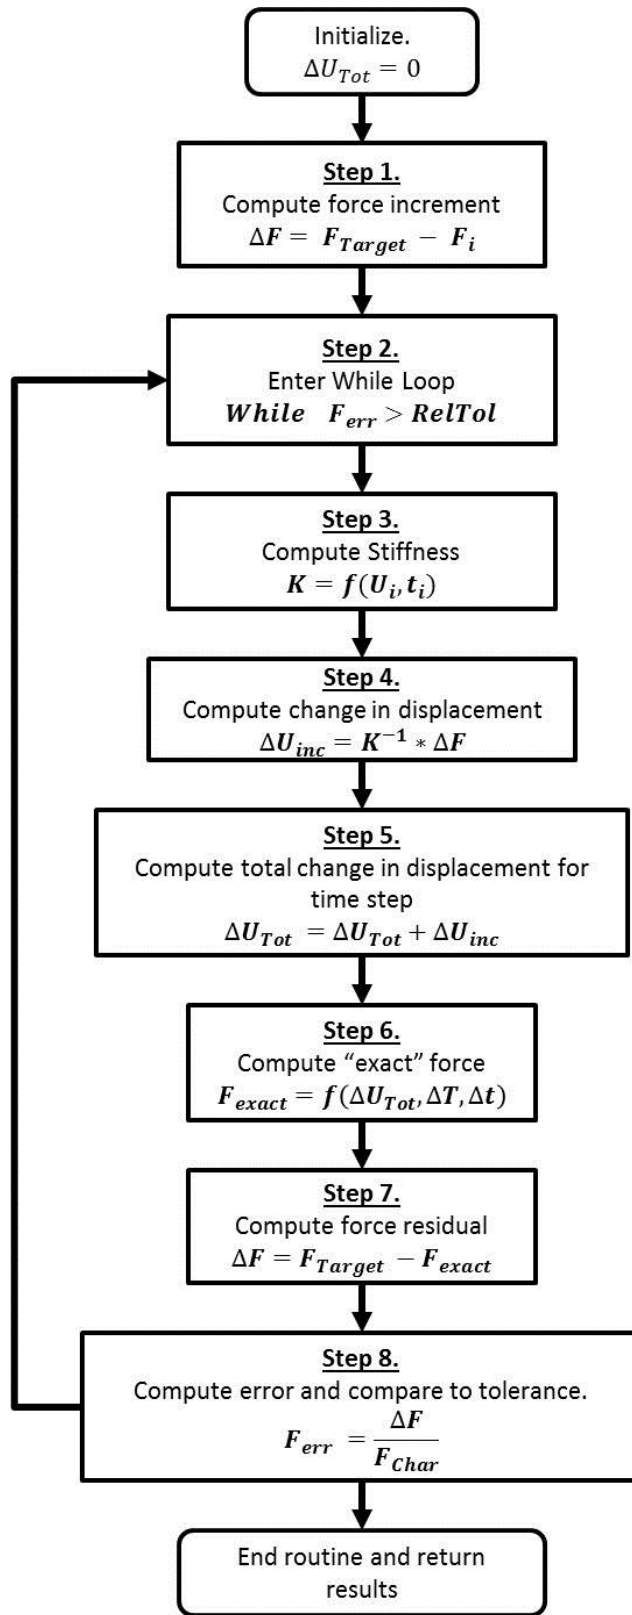 Initialize.
ΔU_Tot = 0
Step 1.
Compute force increment
ΔF = F_Target − F_i
Step 2.
Enter While Loop
While F_err > RelTol
Step 3.
Compute Stiffness
K = f(U_i, t_i)
Step 4.
Compute change in displacement
ΔU_inc = K⁻¹ * ΔF
Step 5.
Compute total change in displacement for
time step
ΔU_Tot = ΔU_Tot + ΔU_inc
Step 6.
Compute “exact” force
F_exact = f(ΔU_Tot, ΔT, Δt)
Step 7.
Compute force residual
ΔF = F_Target − F_exact
Step 8.
Compute error and compare to tolerance.
F_err = ΔF / F_Char
End routine and return
results